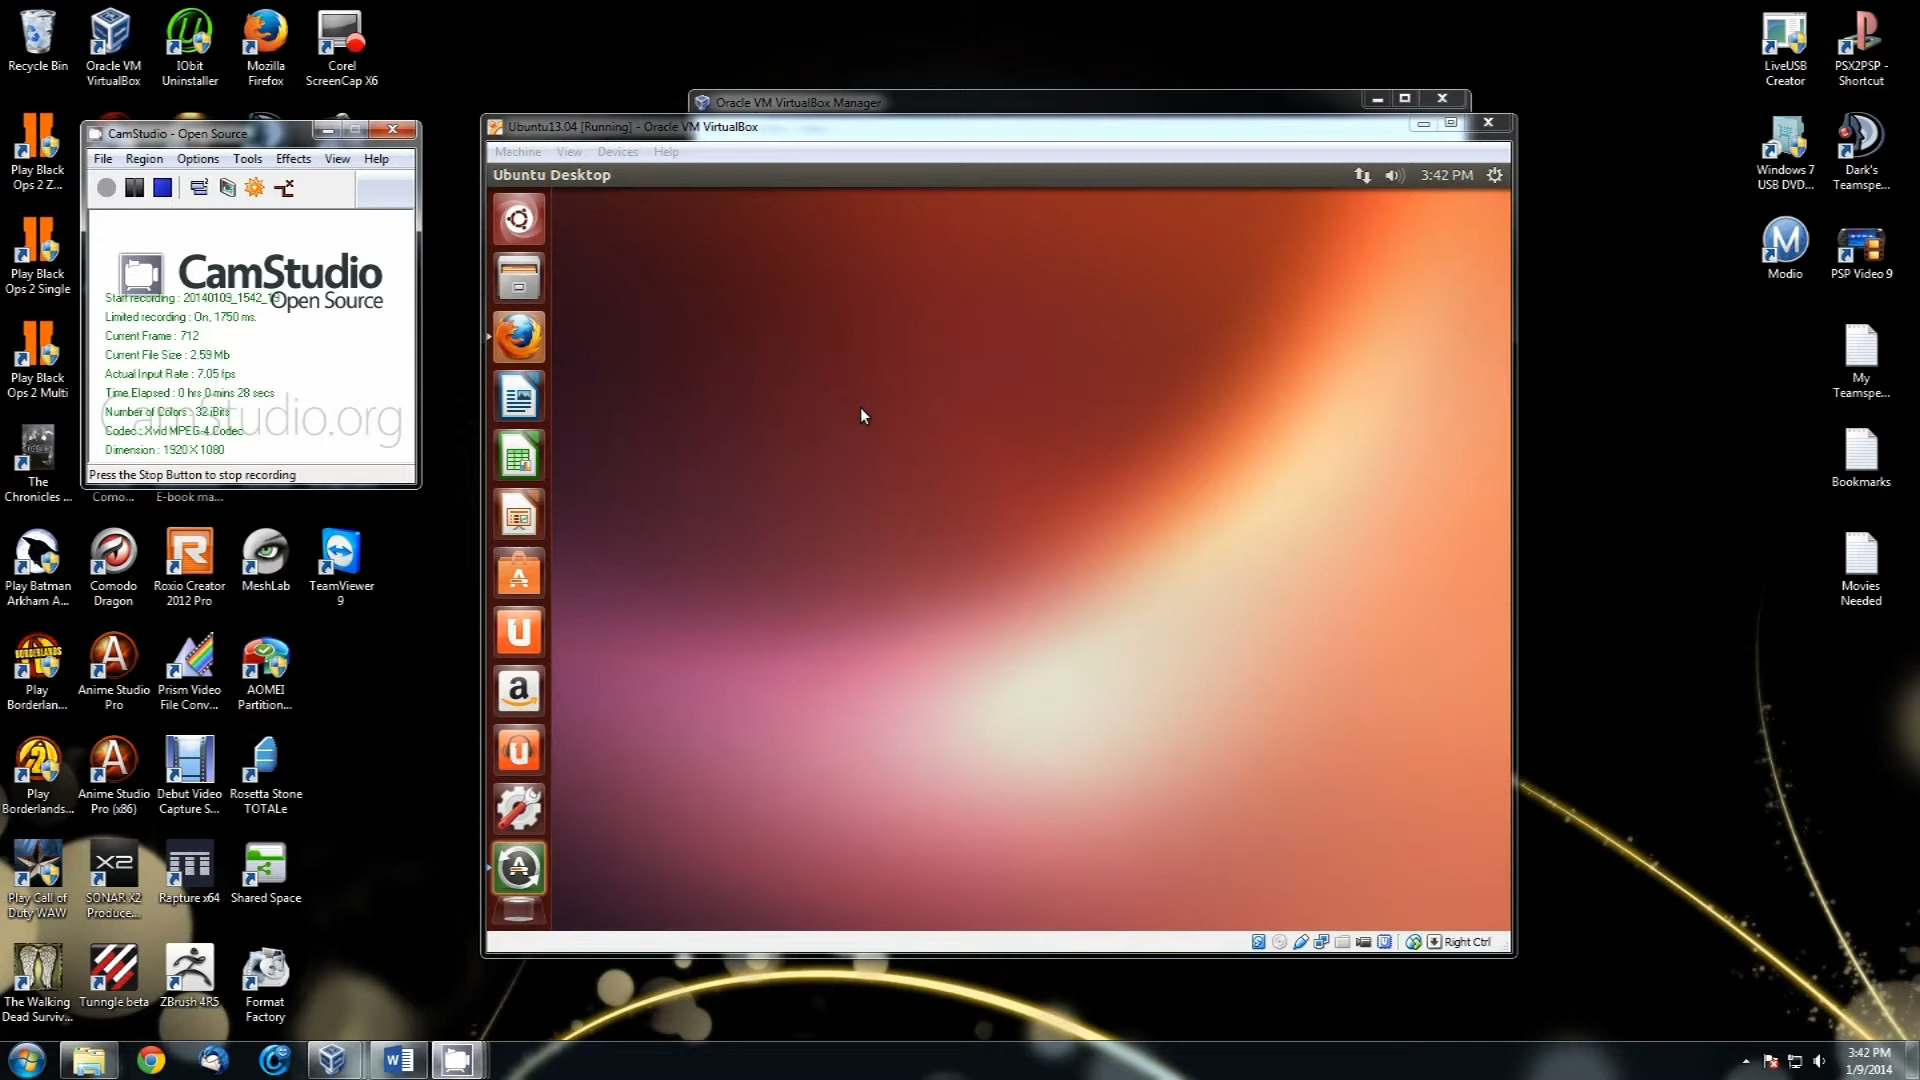 Recycle Bin
Oracle VM
VirtualBox
IObit
Uninstaller
Mozilla
Firefox
Corel
ScreenCap X6
LiveUSB
Creator
PSX2PSP -
Shortcut
Play Black
Ops 2 Z...
Play Black
Ops 2 Single
Play Black
Ops 2 Multi
The
Chronicles ...
Como...
E-book ma...
CamStudio - Open Source
File Region Options Tools Effects View Help
CamStudio
Open Source
Start recording : 20140109_1542_
Limited recording : On, 1750 ms.
Current Frame : 712
Current File Size : 2.59 Mb
Actual Input Rate : 7.05 fps
Time Elapsed : 0 hrs 0 mins 28 secs
Number of Colors : 32 iBits
Codec : Xvid MPEG-4 Codec
Dimension : 1920 X 1080
CamStudio.org
Press the Stop Button to stop recording
Oracle VM VirtualBox Manager
Ubuntu13.04 [Running] - Oracle VM VirtualBox
Machine View Devices Help
Ubuntu Desktop
3:42 PM
Right Ctrl
Windows 7
USB DVD...
Dark's
Teamspe...
Modio
PSP Video 9
My
Teamspe...
Bookmarks
Movies
Needed
Play Batman
Arkham A...
Comodo
Dragon
Roxio Creator
2012 Pro
MeshLab
TeamViewer
9
Play
Borderlan...
Anime Studio
Pro
Prism Video
File Conv...
AOMEI
Partition...
Play
Borderlands...
Anime Studio
Pro (x86)
Debut Video
Capture S...
Rosetta Stone
TOTALe
Play Call of
Duty WAW
SONAR X2
Produce...
Rapture x64
Shared Space
The Walking
Dead Surviv...
Tunngle beta
ZBrush 4R5
Format
Factory
3:42 PM
1/9/2014